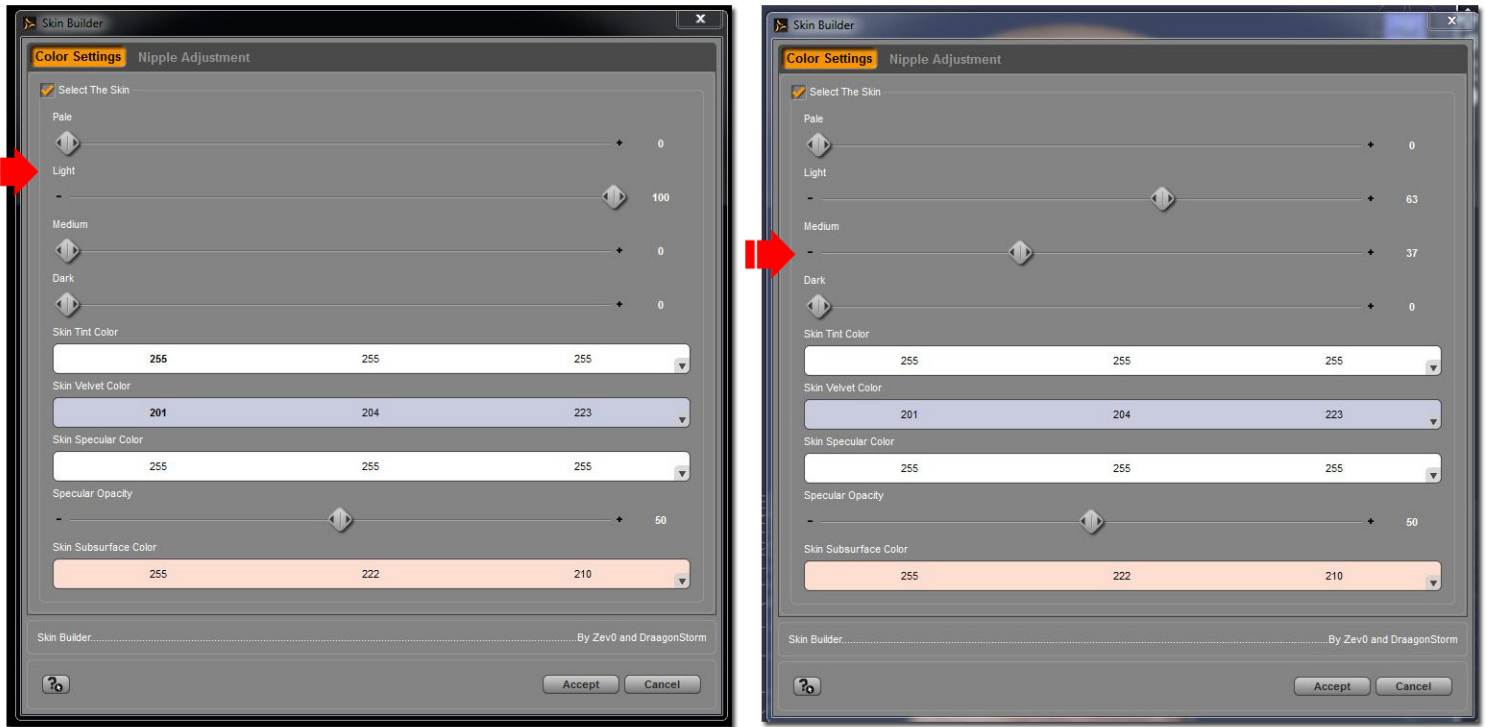 Skin Builder
x
Color Settings Nipple Adjustment
Select The Skin
Pale
+ 0
Light
- 100
Medium
+ 0
Dark
+ 0
Skin Tint Color
255 255 255
Skin Velvet Color
201 204 223
Skin Specular Color
255 255 255
Specular Opacity
- + 50
Skin Subsurface Color
255 222 210
Skin Builder..........By Zev0 and DraagonStorm
?
Accept Cancel
Skin Builder
x
Color Settings Nipple Adjustment
Select The Skin
Pale
+ 0
Light
- + 63
Medium
- + 37
Dark
+ 0
Skin Tint Color
255 255 255
Skin Velvet Color
201 204 223
Skin Specular Color
255 255 255
Specular Opacity
- + 50
Skin Subsurface Color
255 222 210
Skin Builder..........By Zev0 and DraagonStorm
?
Accept Cancel